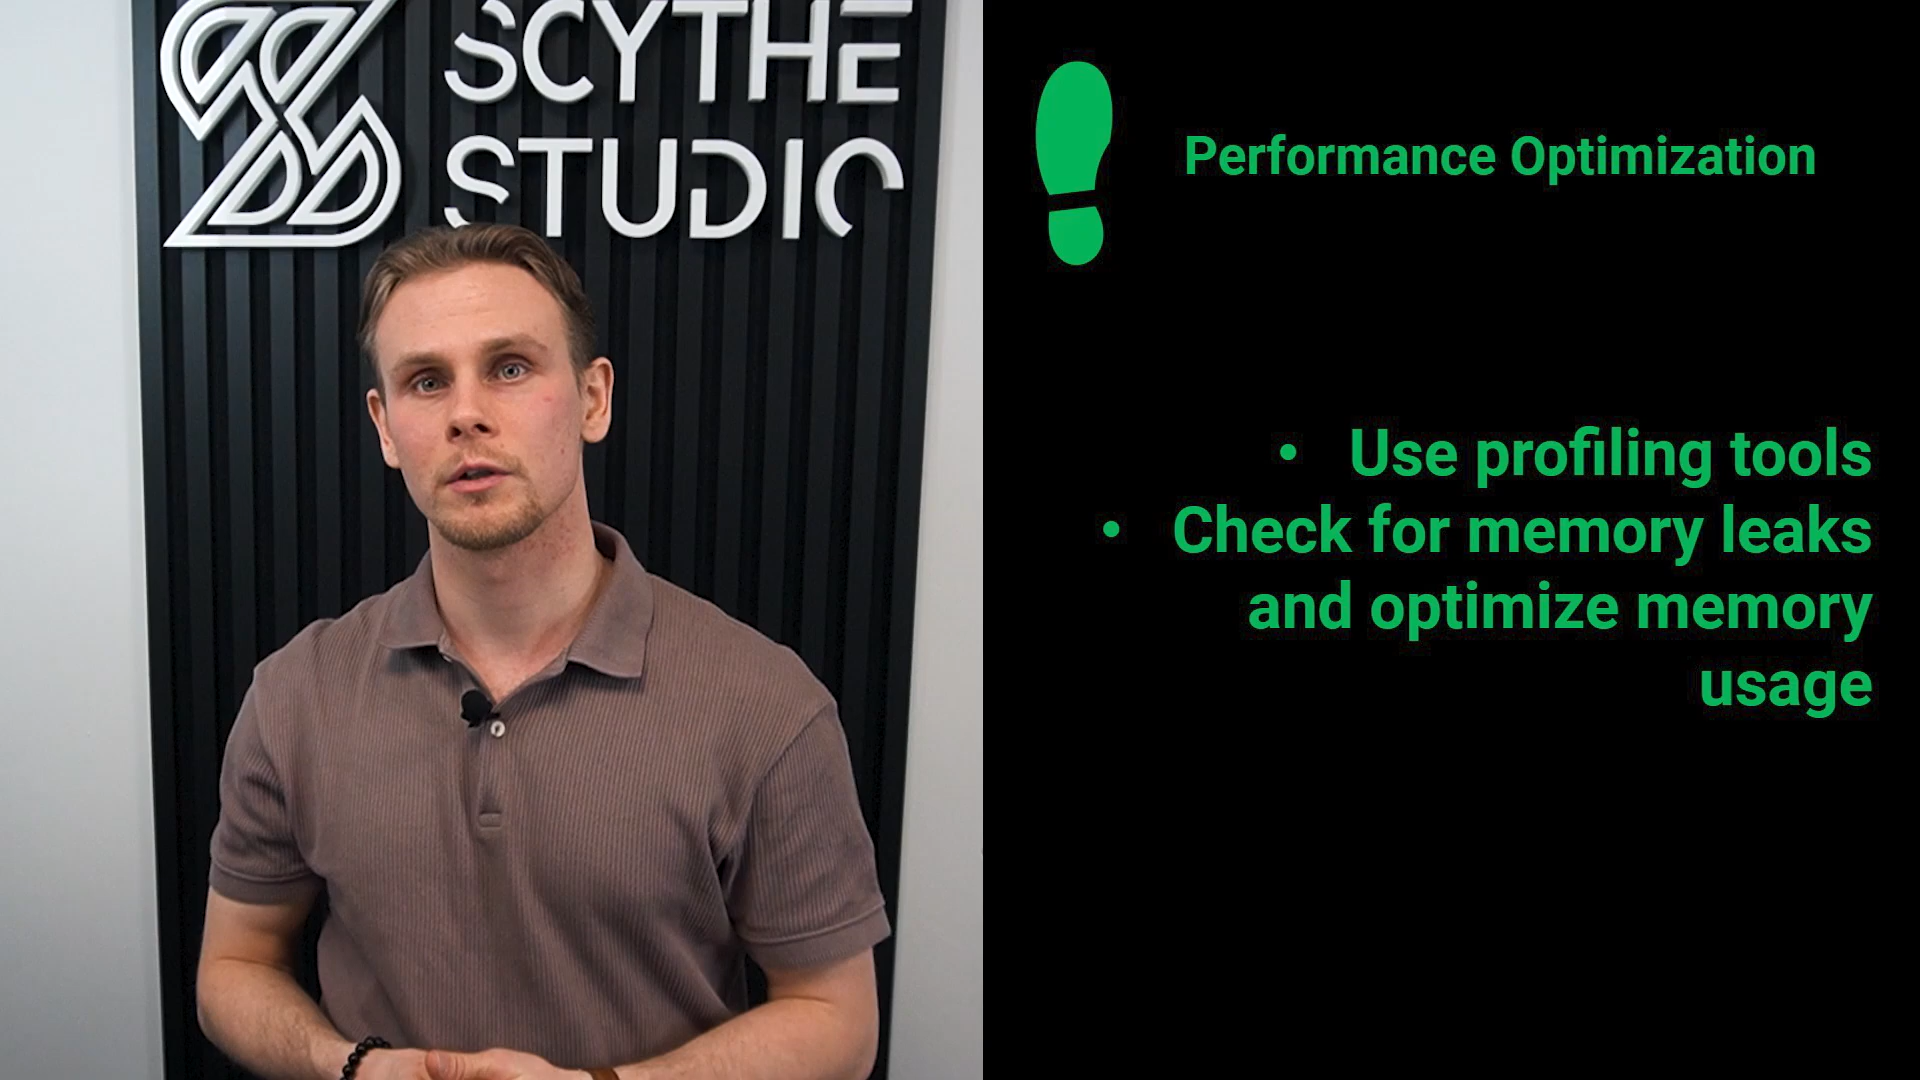 SCYTHE
STUDIO
Performance Optimization
• Use profiling tools
• Check for memory leaks
and optimize memory
usage